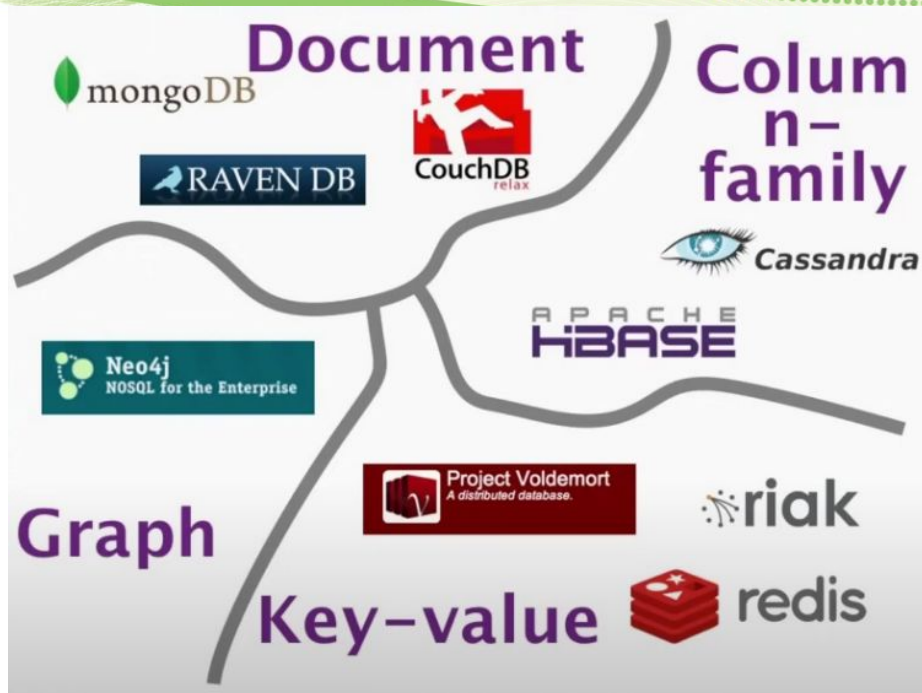 Document
mongoDB
RAVEN DB
CouchDB
relax
Colum
n-
family
Cassandra
APACHE
HBASE
Neo4j
NOSQL for the Enterprise
Graph
Project Voldemort
A distributed database.
riak
redis
Key-value